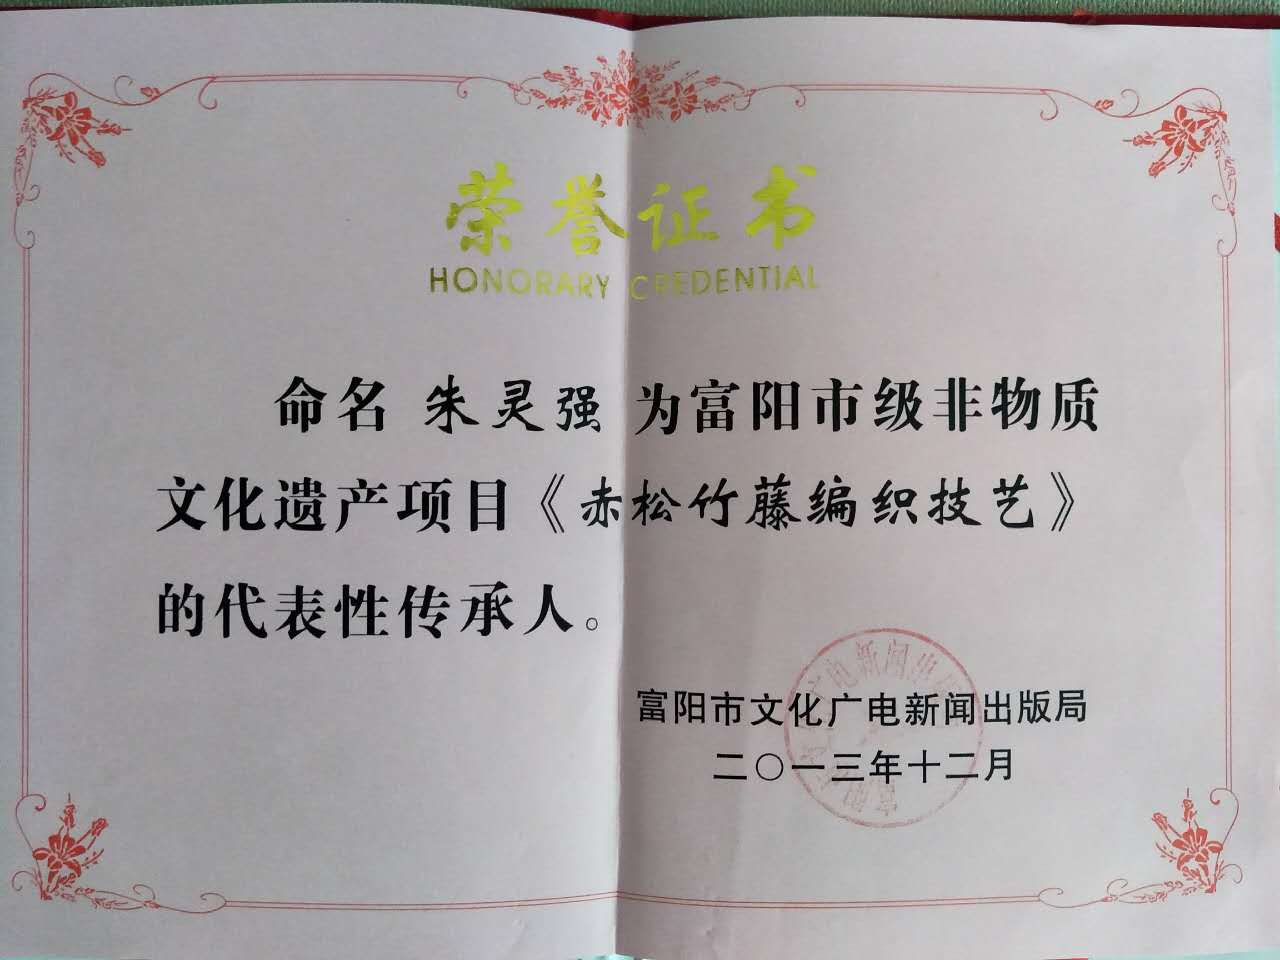 荣誉证书
HONORARY CREDENTIAL
命名 朱灵强 为富阳市级非物质
文化遗产项目《赤松竹藤编织技艺》
的代表性传承人。
富阳市文化广电新闻出版局
二〇一三年十二月